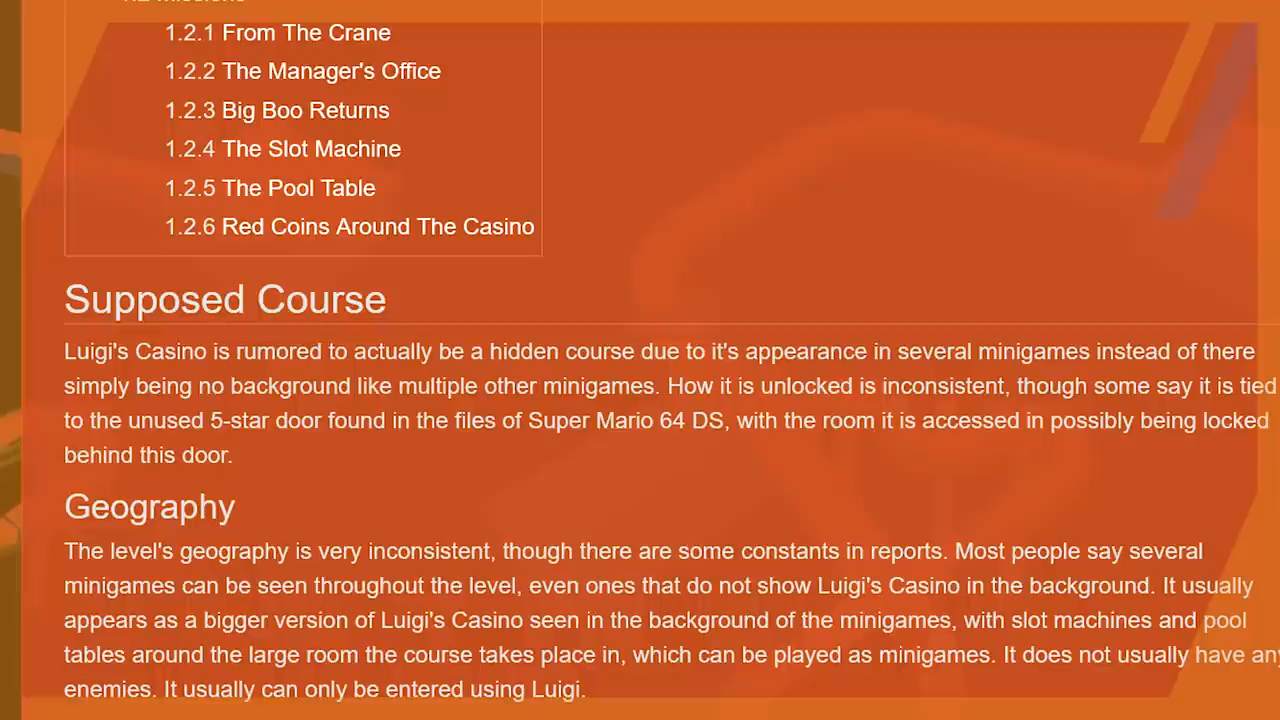 1.2.1 From The Crane
1.2.2 The Manager's Office
1.2.3 Big Boo Returns
1.2.4 The Slot Machine
1.2.5 The Pool Table
1.2.6 Red Coins Around The Casino
Supposed Course
Luigi's Casino is rumored to actually be a hidden course due to it's appearance in several minigames instead of there
simply being no background like multiple other minigames. How it is unlocked is inconsistent, though some say it is tied
to the unused 5-star door found in the files of Super Mario 64 DS, with the room it is accessed in possibly being locked
behind this door.
Geography
The level's geography is very inconsistent, though there are some constants in reports. Most people say several
minigames can be seen throughout the level, even ones that do not show Luigi's Casino in the background. It usually
appears as a bigger version of Luigi's Casino seen in the background of the minigames, with slot machines and pool
tables around the large room the course takes place in, which can be played as minigames. It does not usually have any
enemies. It usually can only be entered using Luigi.